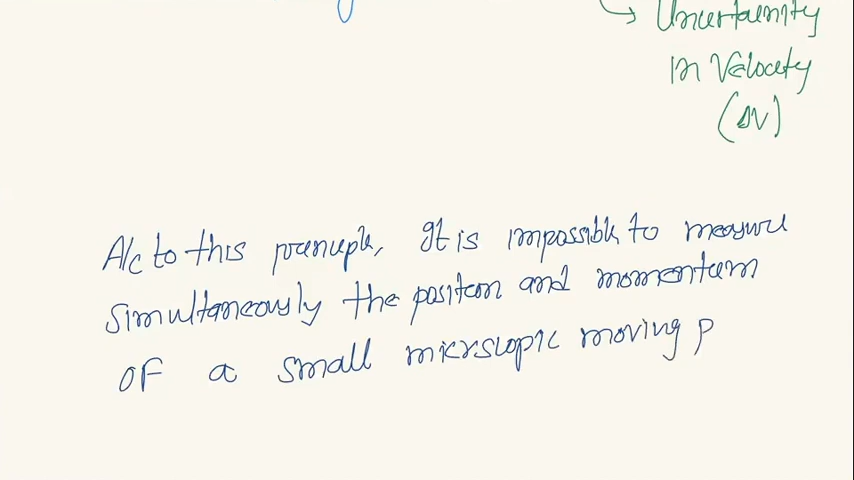 Uncertainity
in Velocity
(ΔV)
A/c to this principle, It is impossible to measure
simultaneously the position and momentum
of a small micrscopic moving p